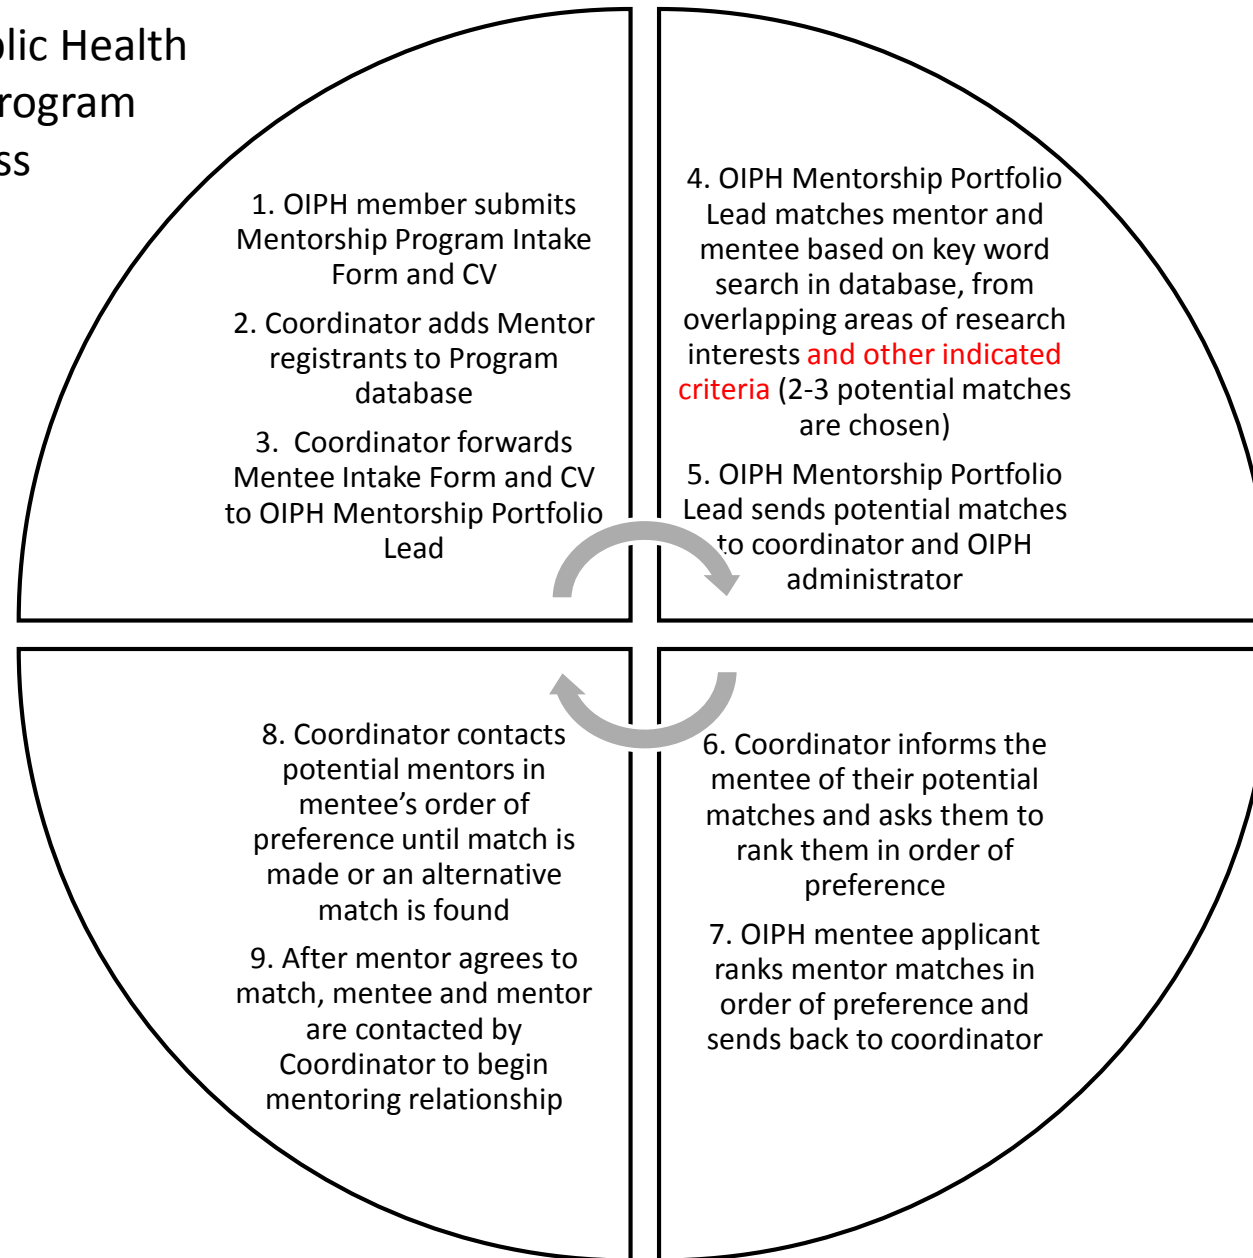 olic Health
rogram
ss
1. OIPH member submits
Mentorship Program Intake
Form and CV
2. Coordinator adds Mentor
registrants to Program
database
3.  Coordinator forwards
Mentee Intake Form and CV
to OIPH Mentorship Portfolio
Lead
4. OIPH Mentorship Portfolio
Lead matches mentor and
mentee based on key word
search in database, from
overlapping areas of research
interests and other indicated
criteria (2-3 potential matches
are chosen)
5. OIPH Mentorship Portfolio
Lead sends potential matches
to coordinator and OIPH
administrator
6. Coordinator informs the
mentee of their potential
matches and asks them to
rank them in order of
preference
7. OIPH mentee applicant
ranks mentor matches in
order of preference and
sends back to coordinator
8. Coordinator contacts
potential mentors in
mentee’s order of
preference until match is
made or an alternative
match is found
9. After mentor agrees to
match, mentee and mentor
are contacted by
Coordinator to begin
mentoring relationship